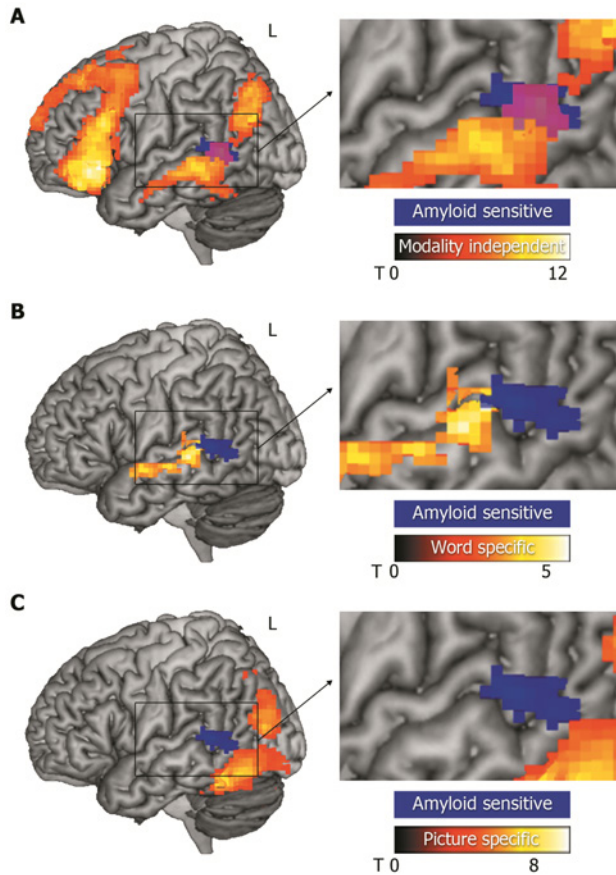 A
L
Amyloid sensitive
Modality independent
T 0 12
B
L
Amyloid sensitive
Word specific
T 0 5
C
L
Amyloid sensitive
Picture specific
T 0 8